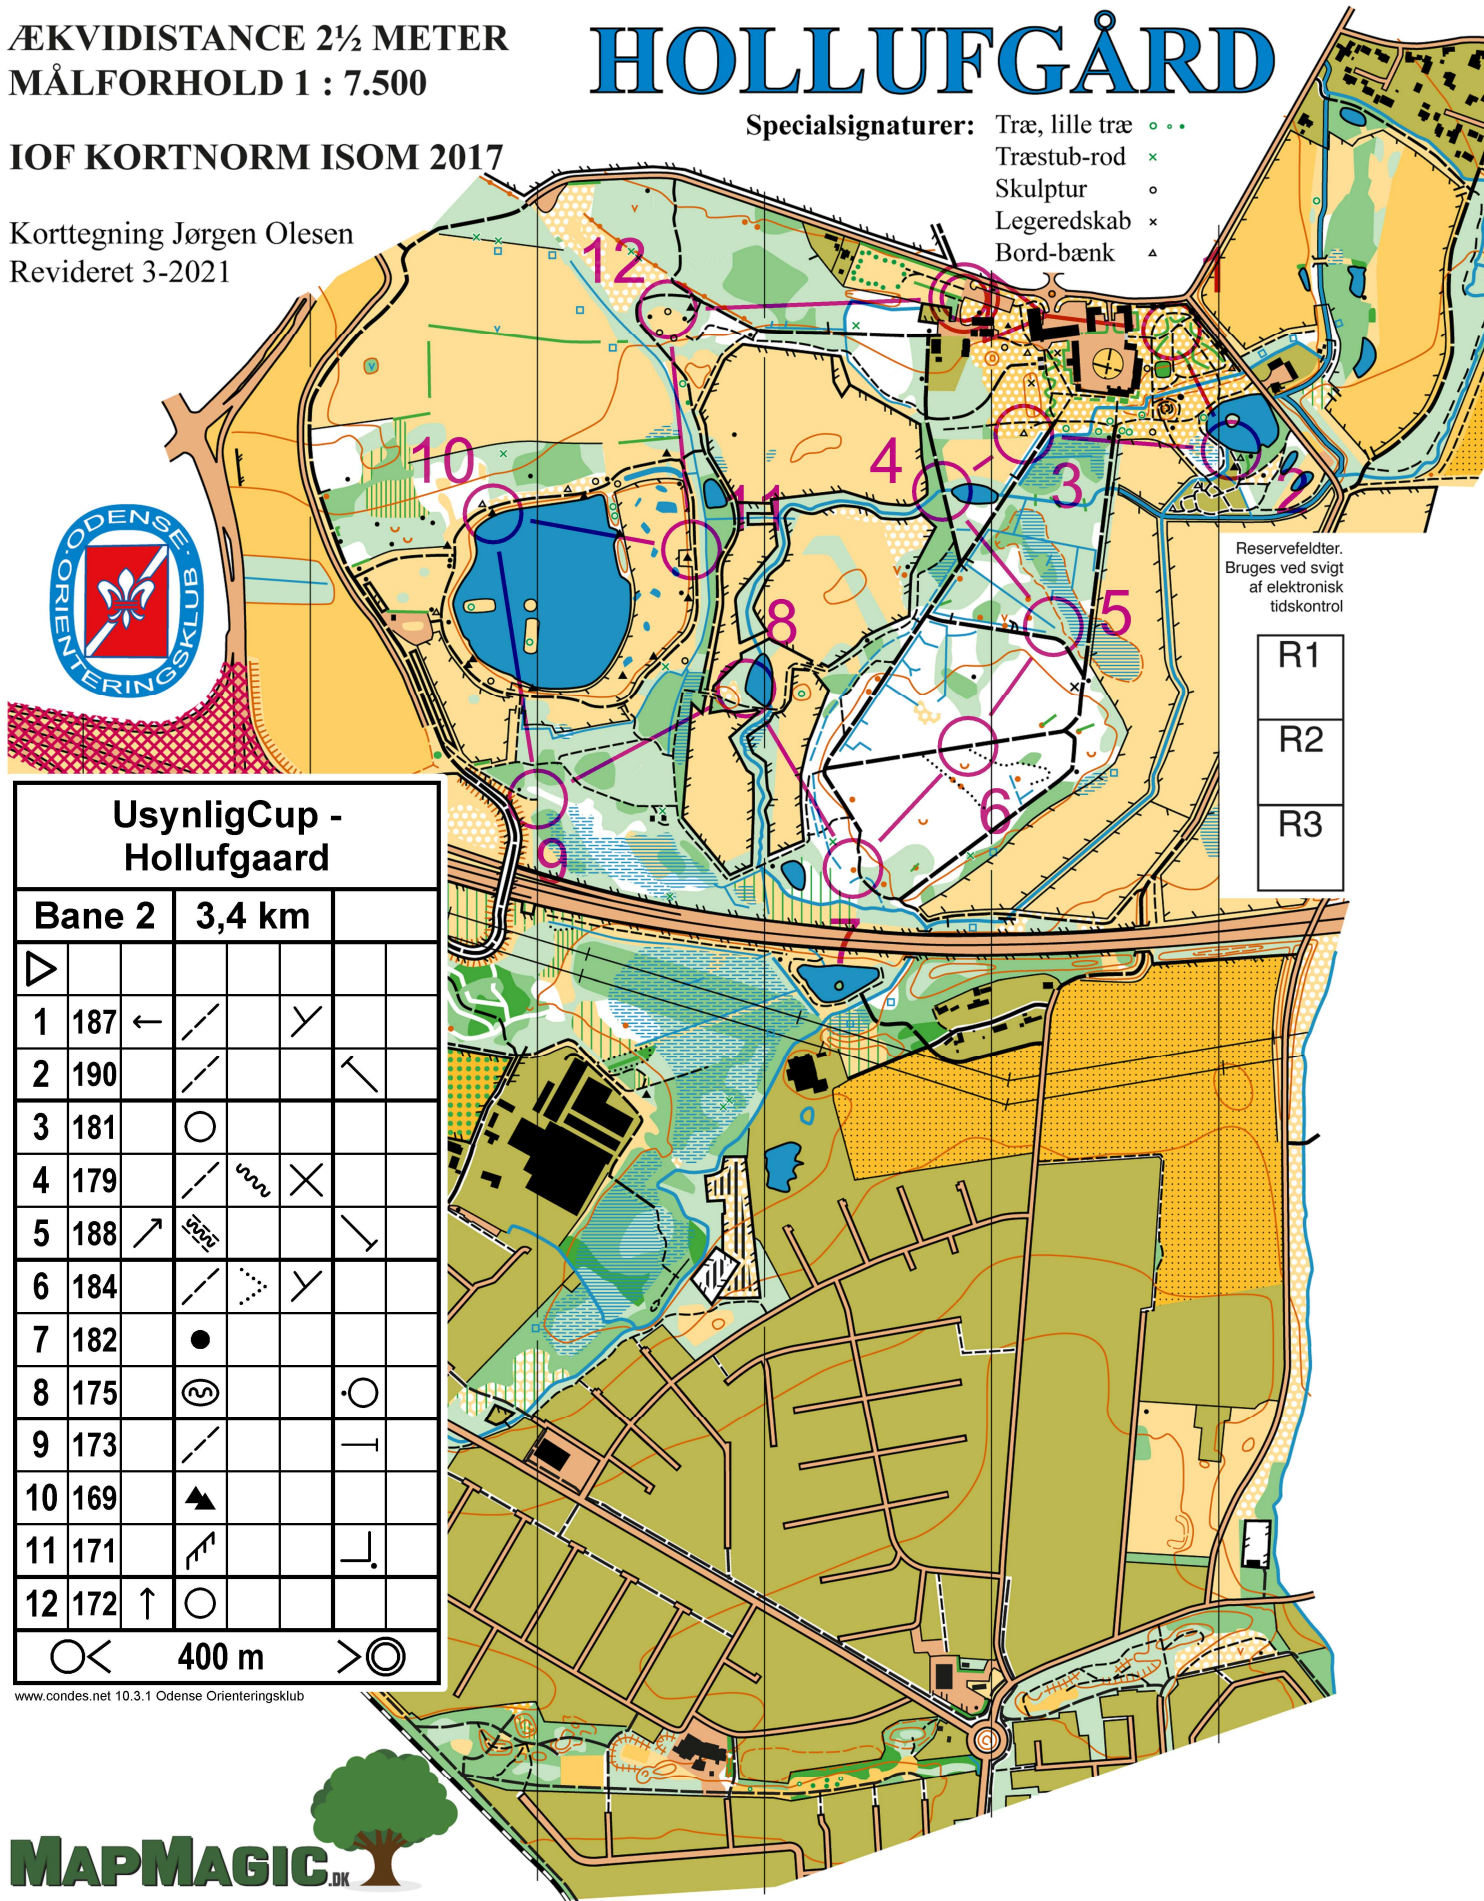 ÆKVIDISTANCE 2½ METER
MÅLFORHOLD 1 : 7.500
IOF KORTNORM ISOM 2017
Korttegning Jørgen Olesen
Revideret 3-2021
HOLLUFGÅRD
Specialsignaturer:
Træ, lille træ
Træstub-rod
Skulptur
Legeredskab
Bord-bænk
1
12
10
4
3
2
11
8
5
6
9
7
ODENSE
ORIENTERINGSKLUB
Reservefeldter.
Bruges ved svigt
af elektronisk
tidskontrol
R1
R2
R3
UsynligCup -
Hollufgaard
Bane 2 3,4 km
1 187
2 190
3 181
4 179
5 188
6 184
7 182
8 175
9 173
10 169
11 171
12 172
400 m
www.condes.net 10.3.1 Odense Orienteringsklub
MAPMAGIC.DK